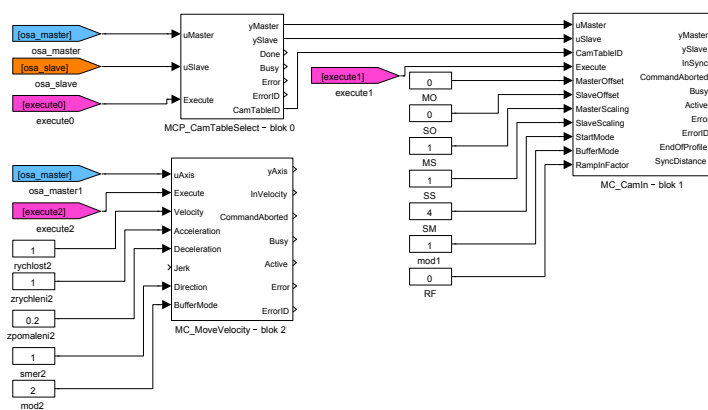 [osa_master]
osa_master
[osa_slave]
osa_slave
[execute0]
execute0
uMaster
uSlave
Execute
yMaster
ySlave
Done
Busy
Error
ErrorID
CamTableID
MCP_CamTableSelect – blok 0
[execute1]
execute1
0
MO
0
SO
1
MS
1
SS
4
SM
1
mod1
0
RF
uMaster
uSlave
CamTableID
Execute
MasterOffset
SlaveOffset
MasterScaling
SlaveScaling
StartMode
BufferMode
RampInFactor
yMaster
ySlave
InSync
CommandAborted
Busy
Active
Error
ErrorID
EndOfProfile
SyncDistance
MC_CamIn – blok 1
[osa_master]
osa_master1
[execute2]
execute2
1
rychlost2
1
zrychleni2
0.2
zpomaleni2
1
smer2
2
mod2
uAxis
Execute
Velocity
Acceleration
Deceleration
Jerk
Direction
BufferMode
yAxis
InVelocity
CommandAborted
Busy
Active
Error
ErrorID
MC_MoveVelocity – blok 2